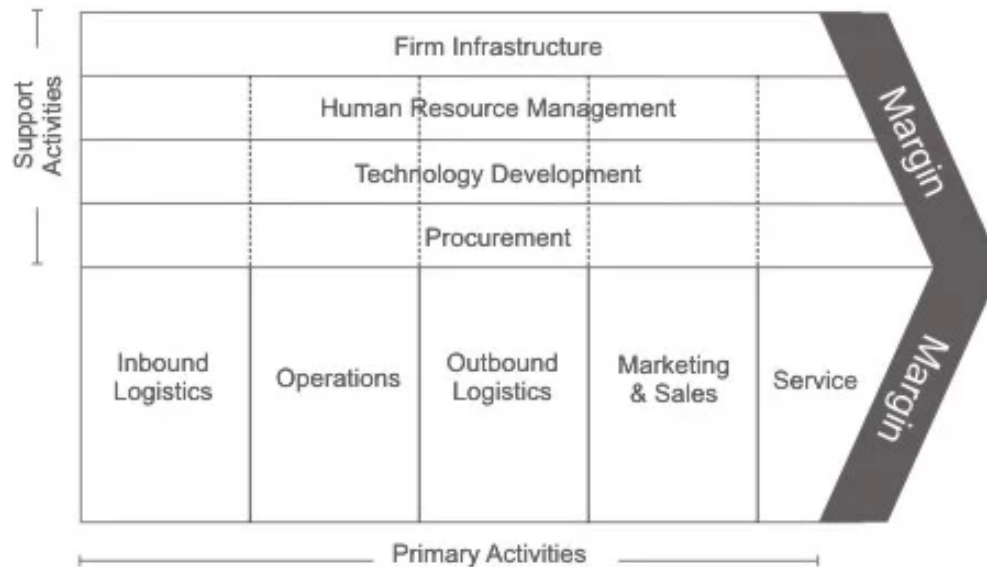 Support
Activities
Firm Infrastructure
Human Resource Management
Technology Development
Procurement
Inbound
Logistics
Operations
Outbound
Logistics
Marketing
& Sales
Service
Margin
Margin
Primary Activities